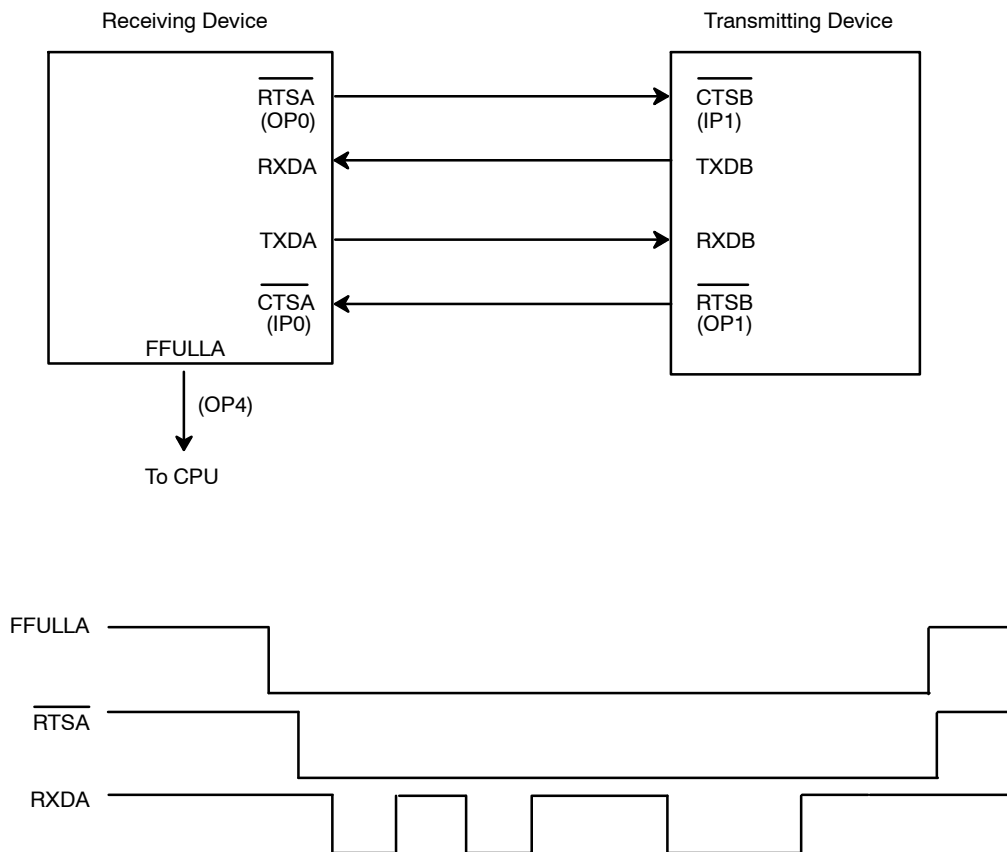 Receiving Device
Transmitting Device
RTSA
(OP0)
RXDA
TXDA
CTSA
(IP0)
FFULLA
CTSB
(IP1)
TXDB
RXDB
RTSB
(OP1)
(OP4)
To CPU
FFULLA
RTSA
RXDA